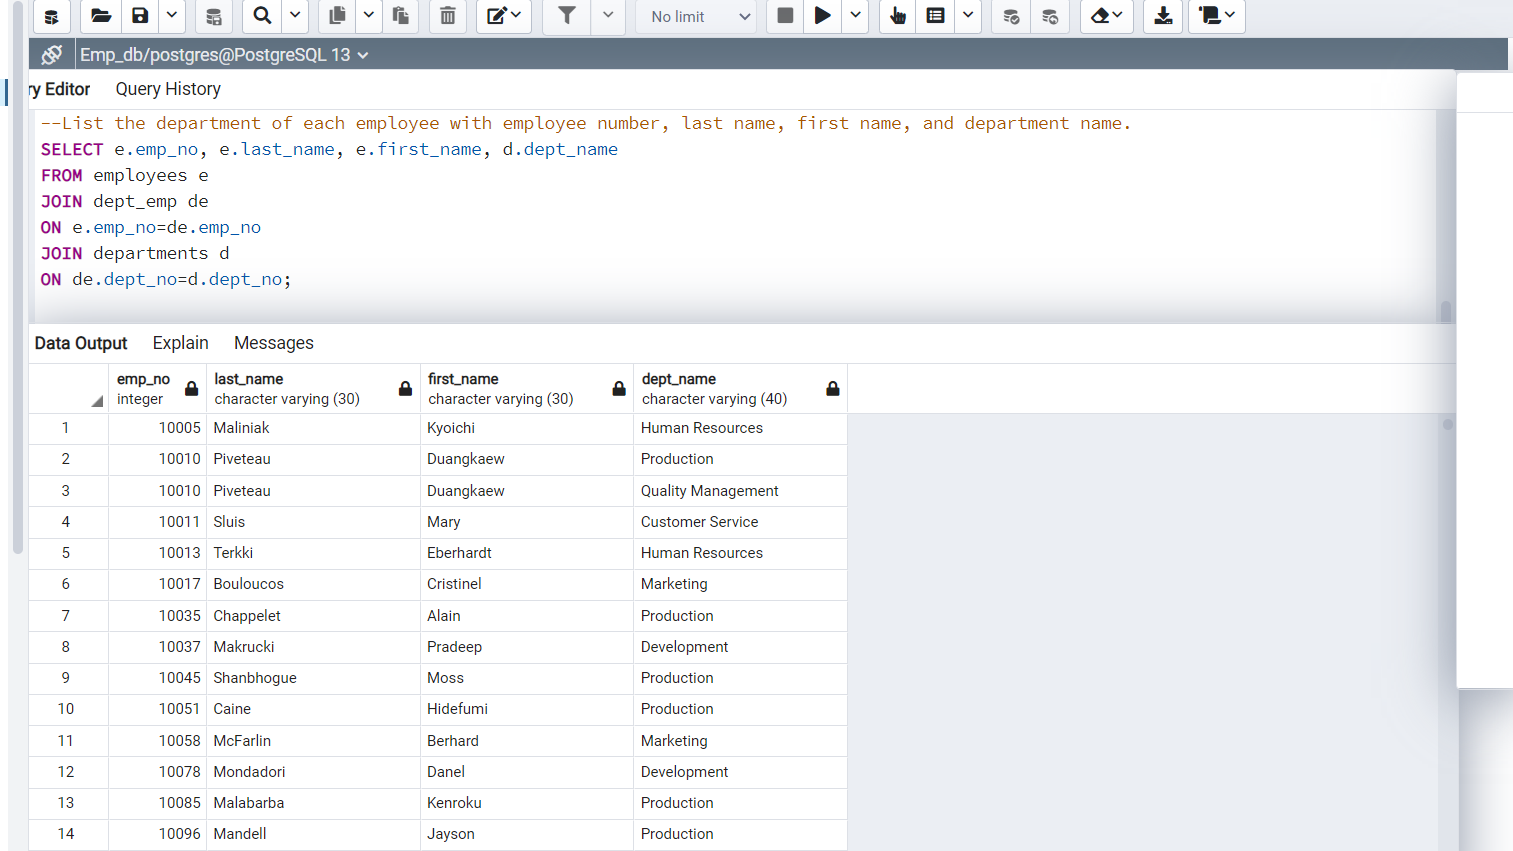 No limit
Emp_db/postgres@PostgreSQL 13
ry Editor Query History
--List the department of each employee with employee number, last name, first name, and department name.
SELECT e.emp_no, e.last_name, e.first_name, d.dept_name
FROM employees e
JOIN dept_emp de
ON e.emp_no=de.emp_no
JOIN departments d
ON de.dept_no=d.dept_no;
Data Output Explain Messages
emp_no last_name first_name dept_name
integer character varying (30) character varying (30) character varying (40)
1 10005 Maliniak Kyoichi Human Resources
2 10010 Piveteau Duangkaew Production
3 10010 Piveteau Duangkaew Quality Management
4 10011 Sluis Mary Customer Service
5 10013 Terkki Eberhardt Human Resources
6 10017 Bouloucos Cristinel Marketing
7 10035 Chappelet Alain Production
8 10037 Makrucki Pradeep Development
9 10045 Shanbhogue Moss Production
10 10051 Caine Hidefumi Production
11 10058 McFarlin Berhard Marketing
12 10078 Mondadori Danel Development
13 10085 Malabarba Kenroku Production
14 10096 Mandell Jayson Production